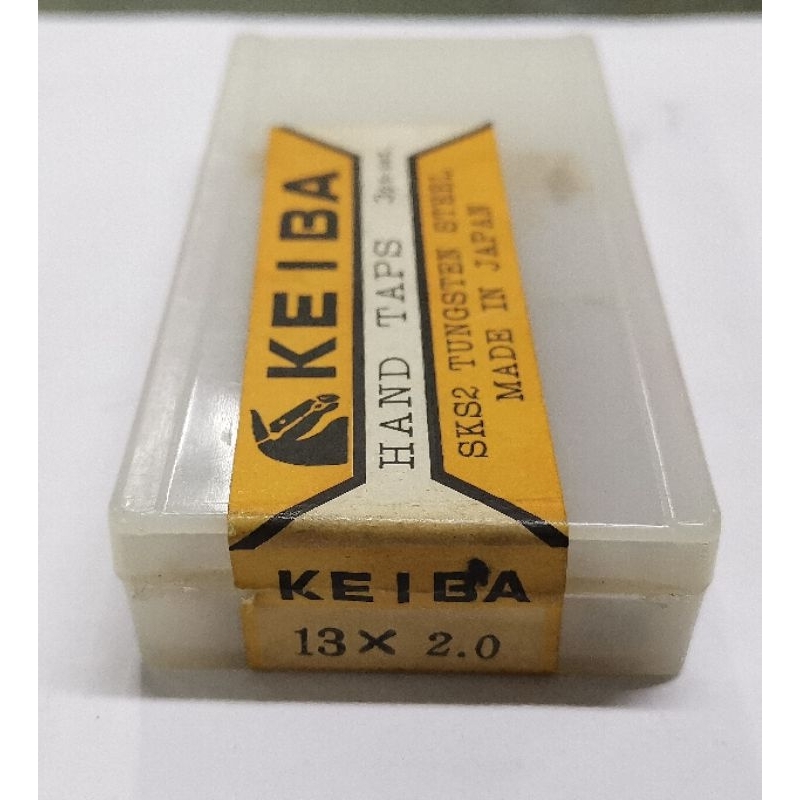 KEIBA
HAND TAPS 3pc set.
SKS2 TUNGSTEN STEEL
MADE IN JAPAN
KEIBA
13 × 2.0